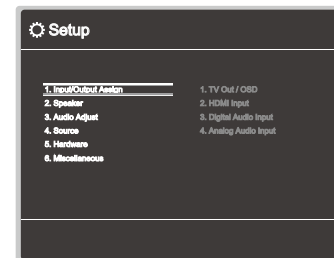 Setup
1. Input/Output Assign
2. Speaker
3. Audio Adjust
4. Source
5. Hardware
6. Miscellaneous
1. TV Out / OSD
2. HDMI Input
3. Digital Audio Input
4. Analog Audio Input